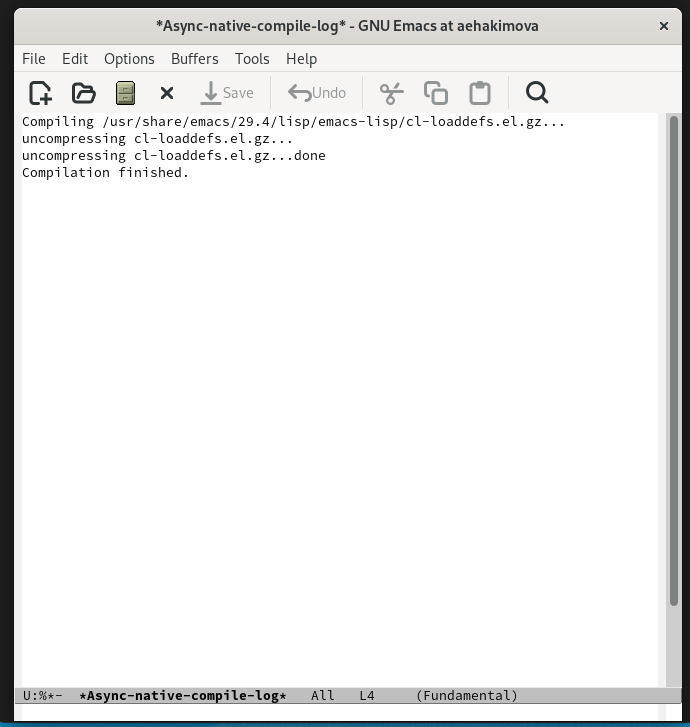 *Async-native-compile-log* - GNU Emacs at aehakimova
File Edit Options Buffers Tools Help
Save Undo
Compiling /usr/share/emacs/29.4/lisp/emacs-lisp/cl-loaddefs.el.gz...
uncompressing cl-loaddefs.el.gz...
uncompressing cl-loaddefs.el.gz...done
Compilation finished.
U:%*-  *Async-native-compile-log*   All   L4     (Fundamental)